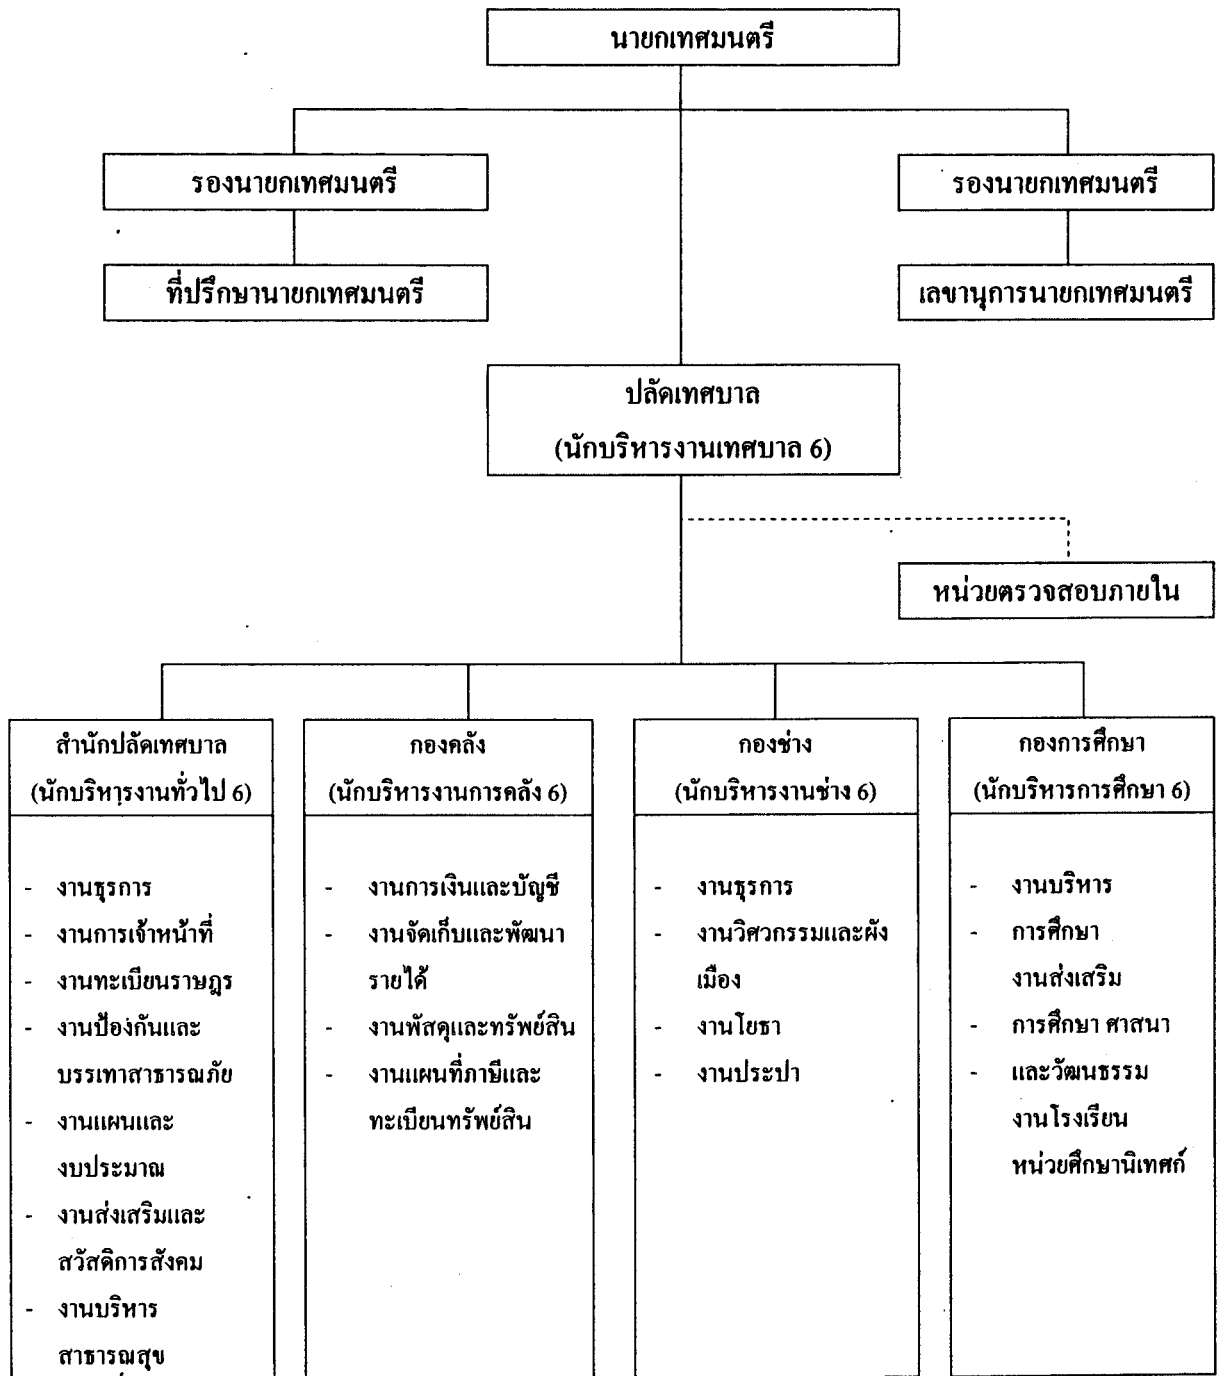 นายกเทศมนตรี
รองนายกเทศมนตรี
รองนายกเทศมนตรี
ที่ปรึกษานายกเทศมนตรี
เลขานุการนายกเทศมนตรี
ปลัดเทศบาล
(นักบริหารงานเทศบาล 6)
หน่วยตรวจสอบภายใน
สำนักปลัดเทศบาล
(นักบริหารงานทั่วไป 6)
- งานธุรการ
- งานการเจ้าหน้าที่
- งานทะเบียนราษฎร
- งานป้องกันและ
บรรเทาสาธารณภัย
- งานแผนและ
งบประมาณ
- งานส่งเสริมและ
สวัสดิการสังคม
- งานบริหาร
สาธารณสุข
กองคลัง
(นักบริหารงานการคลัง 6)
- งานการเงินและบัญชี
- งานจัดเก็บและพัฒนา
รายได้
- งานพัสดุและทรัพย์สิน
- งานแผนที่ภาษีและ
ทะเบียนทรัพย์สิน
กองช่าง
(นักบริหารงานช่าง 6)
- งานธุรการ
- งานวิศวกรรมและผัง
เมือง
- งานโยธา
- งานประปา
กองการศึกษา
(นักบริหารการศึกษา 6)
- งานบริหาร
- การศึกษา
งานส่งเสริม
- การศึกษา ศาสนา
- และวัฒนธรรม
งานโรงเรียน
หน่วยศึกษานิเทศก์